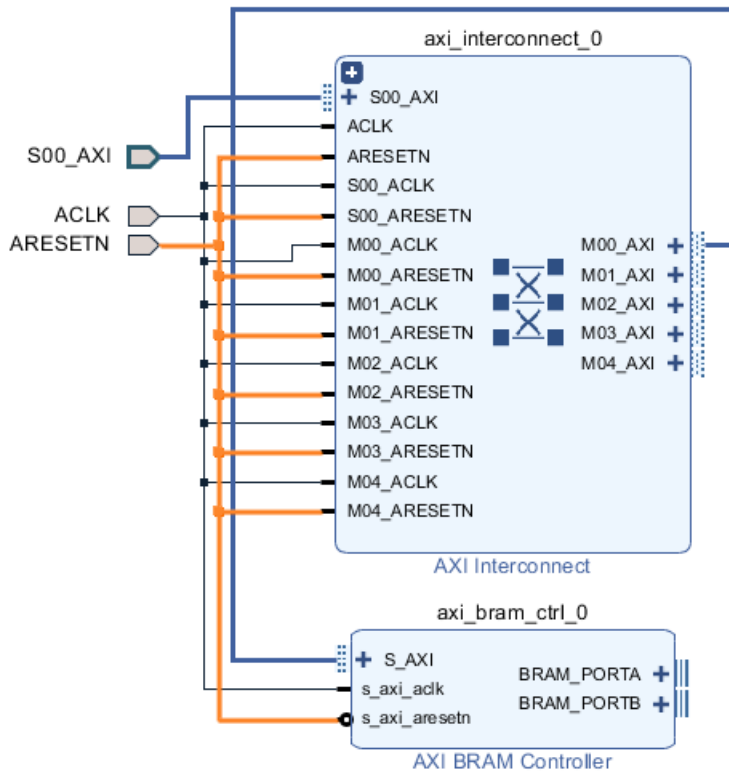 axi_interconnect_0
S00_AXI
ACLK
ARESETN
S00_AXI
ACLK
ARESETN
S00_ACLK
S00_ARESETN
M00_ACLK
M00_ARESETN
M01_ACLK
M01_ARESETN
M02_ACLK
M02_ARESETN
M03_ACLK
M03_ARESETN
M04_ACLK
M04_ARESETN
M00_AXI
M01_AXI
M02_AXI
M03_AXI
M04_AXI
AXI Interconnect
axi_bram_ctrl_0
S_AXI
s_axi_aclk
s_axi_aresetn
BRAM_PORTA
BRAM_PORTB
AXI BRAM Controller